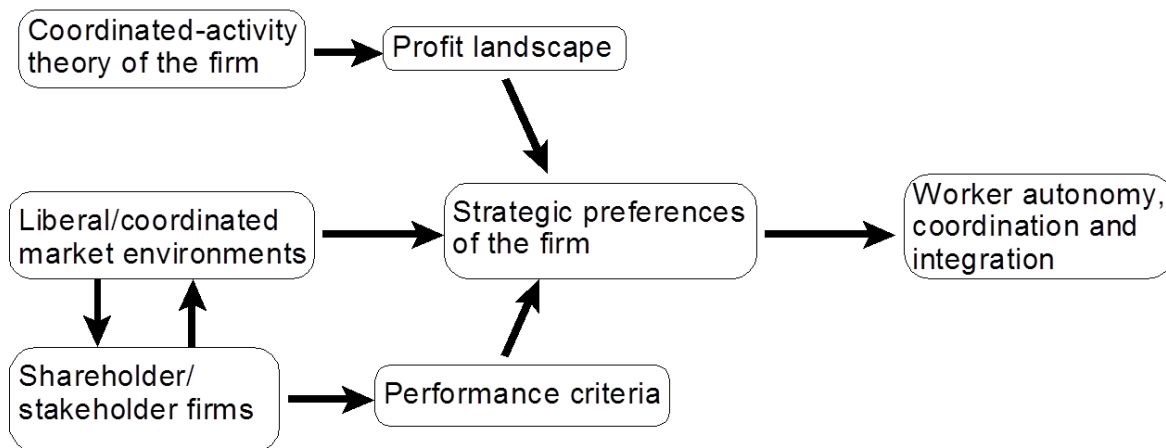 Coordinated-activity
theory of the firm
Profit landscape
Liberal/coordinated
market environments
Strategic preferences
of the firm
Worker autonomy,
coordination and
integration
Shareholder/
stakeholder firms
Performance criteria